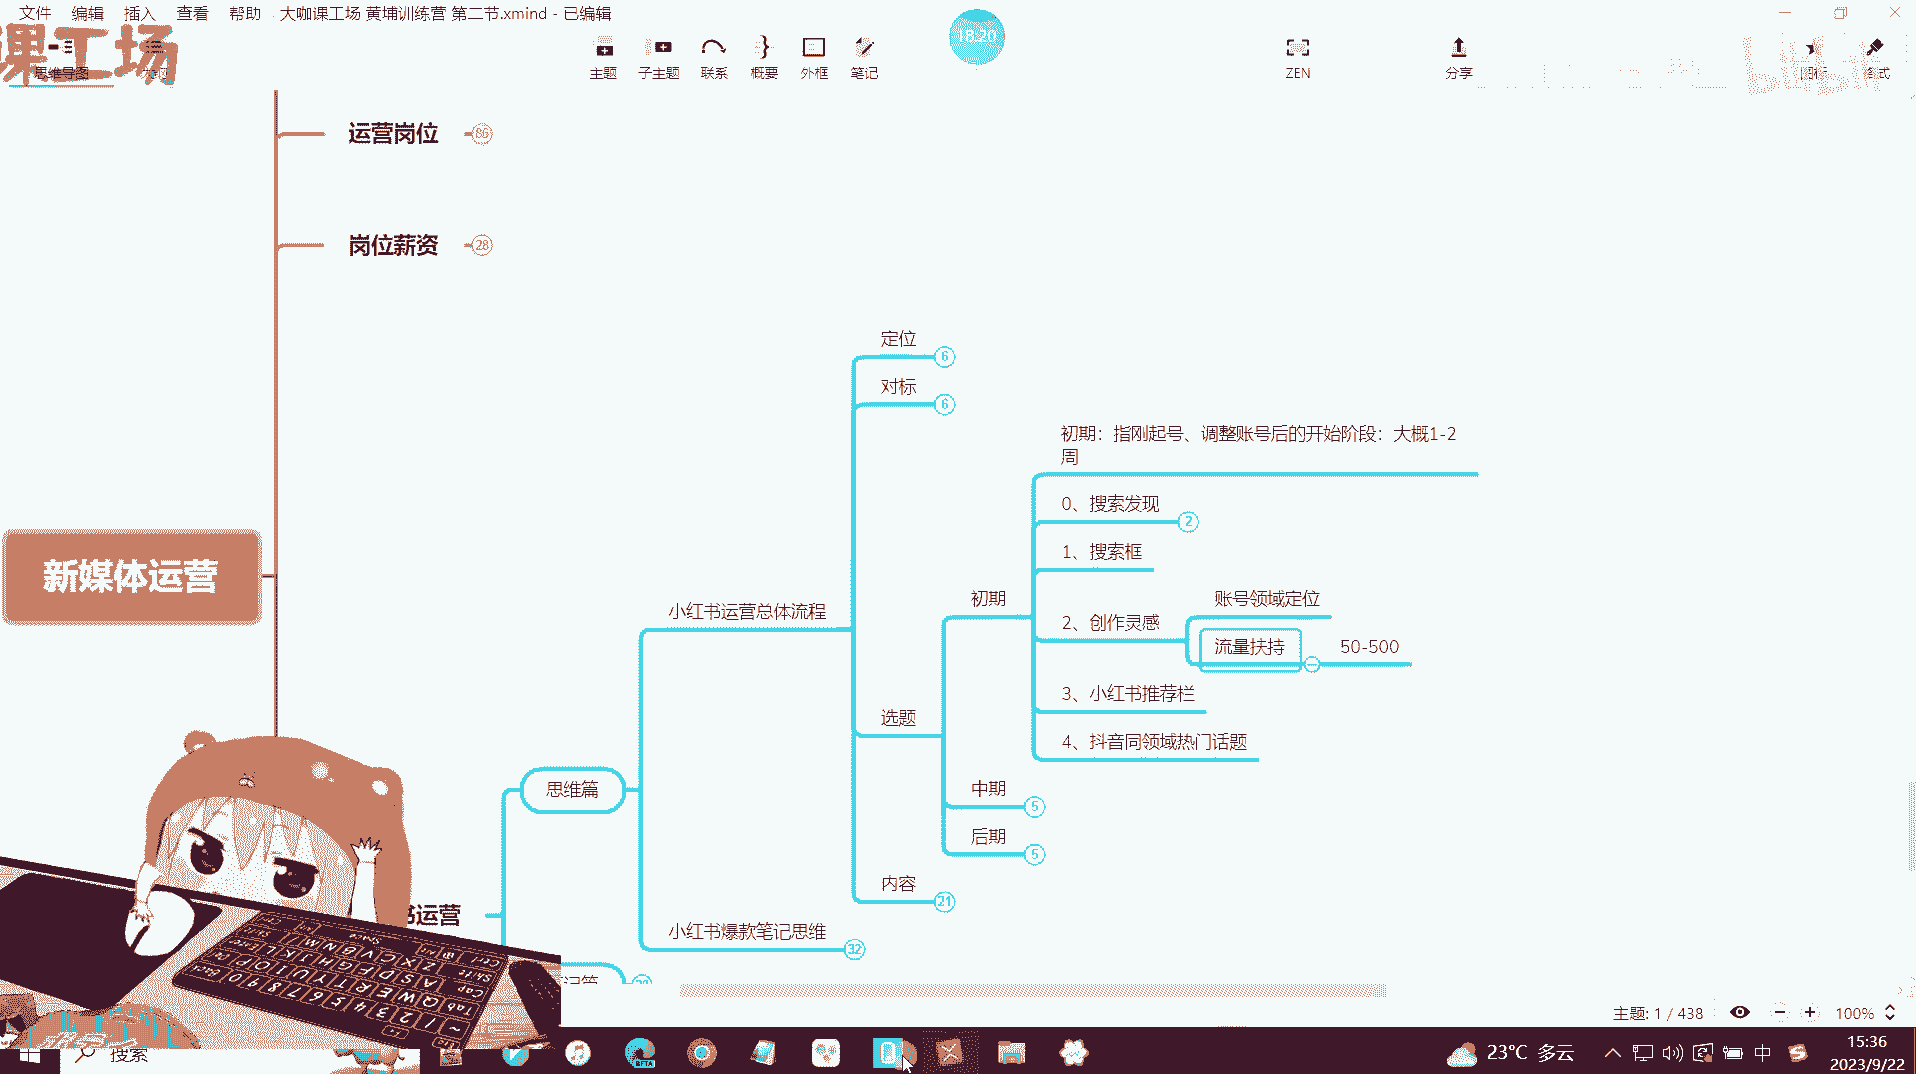 文件 编辑 插入 查看 帮助 大咖课工场 黄埔训练营 第二节.xmind - 已编辑
课工场
思维导图
主题 子主题 联系 概要 外框 笔记
18:20
ZEN
分享
图标
格式
bilibili
运营岗位 86
岗位薪资 28
新媒体运营
书运营
思维篇
小红书运营总体流程
定位 6
对标 6
选题
初期
初期：指刚起号、调整账号后的开始阶段：大概1-2
周
0、搜索发现 2
1、搜索框
2、创作灵感
账号领域定位
流量扶持 50-500
3、小红书推荐栏
4、抖音同领域热门话题
中期 5
后期 5
内容 21
小红书爆款笔记思维 32
主题: 1 / 438
100%
搜索
BETA
23°C 多云
中
15:36
2023/9/22